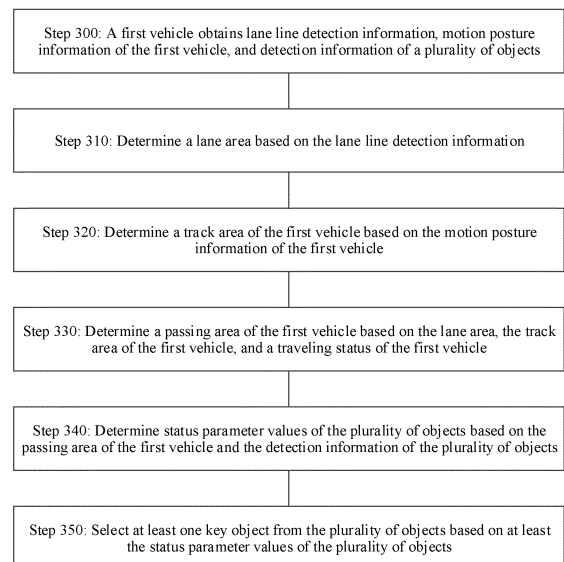 Step 300: A first vehicle obtains lane line detection information, motion posture
information of the first vehicle, and detection information of a plurality of objects
Step 310: Determine a lane area based on the lane line detection information
Step 320: Determine a track area of the first vehicle based on the motion posture
information of the first vehicle
Step 330: Determine a passing area of the first vehicle based on the lane area, the track
area of the first vehicle, and a traveling status of the first vehicle
Step 340: Determine status parameter values of the plurality of objects based on the
passing area of the first vehicle and the detection information of the plurality of objects
Step 350: Select at least one key object from the plurality of objects based on at least
the status parameter values of the plurality of objects